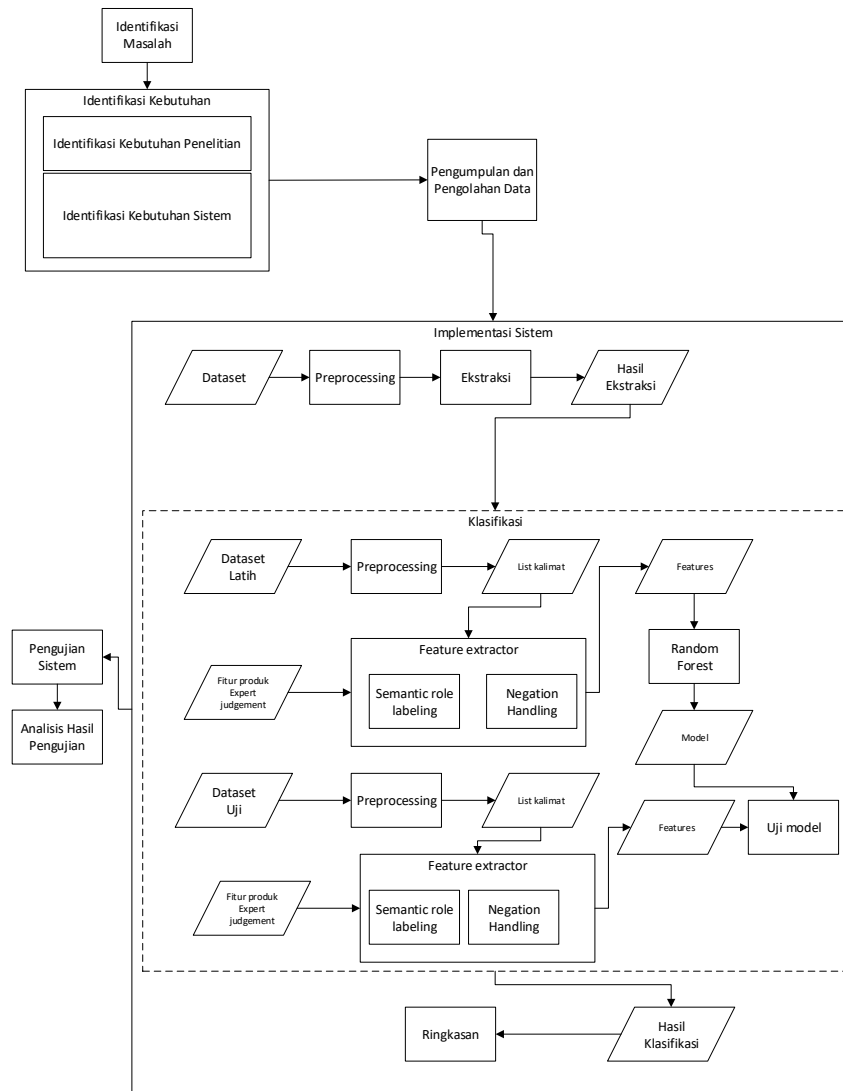 Identifikasi
Masalah
Identifikasi Kebutuhan
Identifikasi Kebutuhan Penelitian
Identifikasi Kebutuhan Sistem
Pengumpulan dan
Pengolahan Data
Implementasi Sistem
Dataset
Preprocessing
Ekstraksi
Hasil
Ekstraksi
Klasifikasi
Dataset
Latih
Preprocessing
List kalimat
Features
Feature extractor
Fitur produk
Expert
judgement
Semantic role
labeling
Negation
Handling
Random
Forest
Model
Pengujian
Sistem
Analisis Hasil
Pengujian
Dataset
Uji
Preprocessing
List kalimat
Features
Uji model
Feature extractor
Fitur produk
Expert
judgement
Semantic role
labeling
Negation
Handling
Ringkasan
Hasil
Klasifikasi